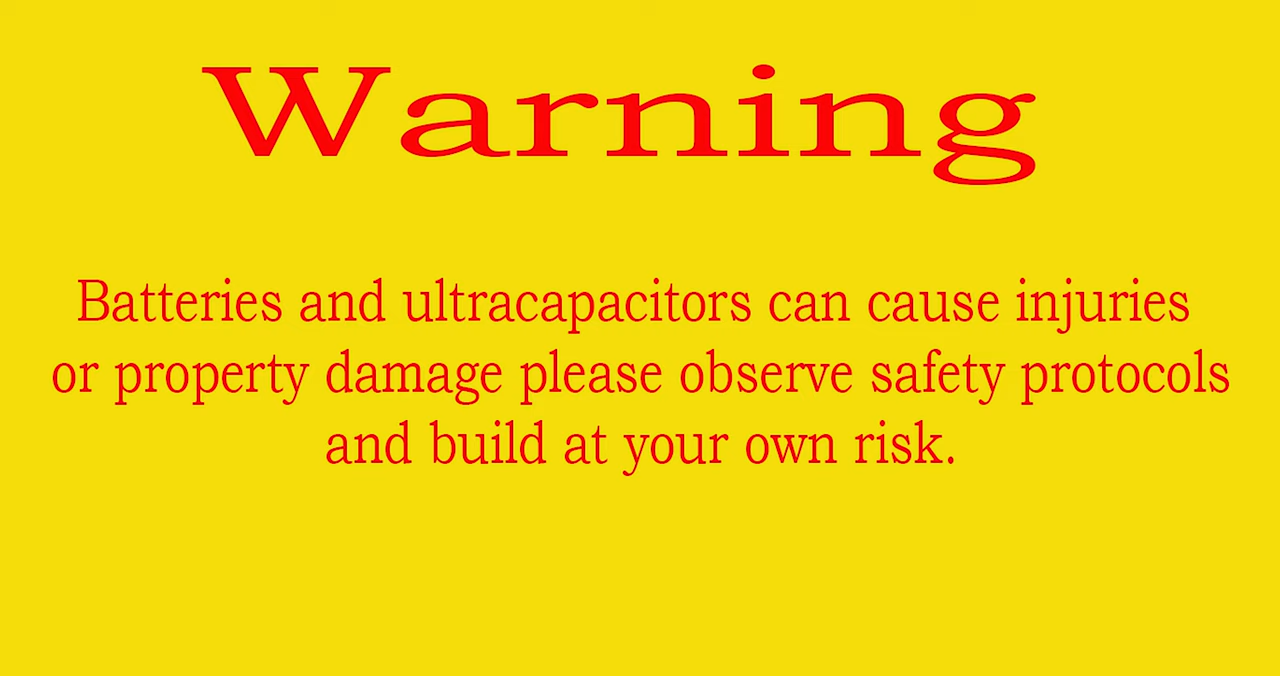 Warning
Batteries and ultracapacitors can cause injuries
or property damage please observe safety protocols
and build at your own risk.